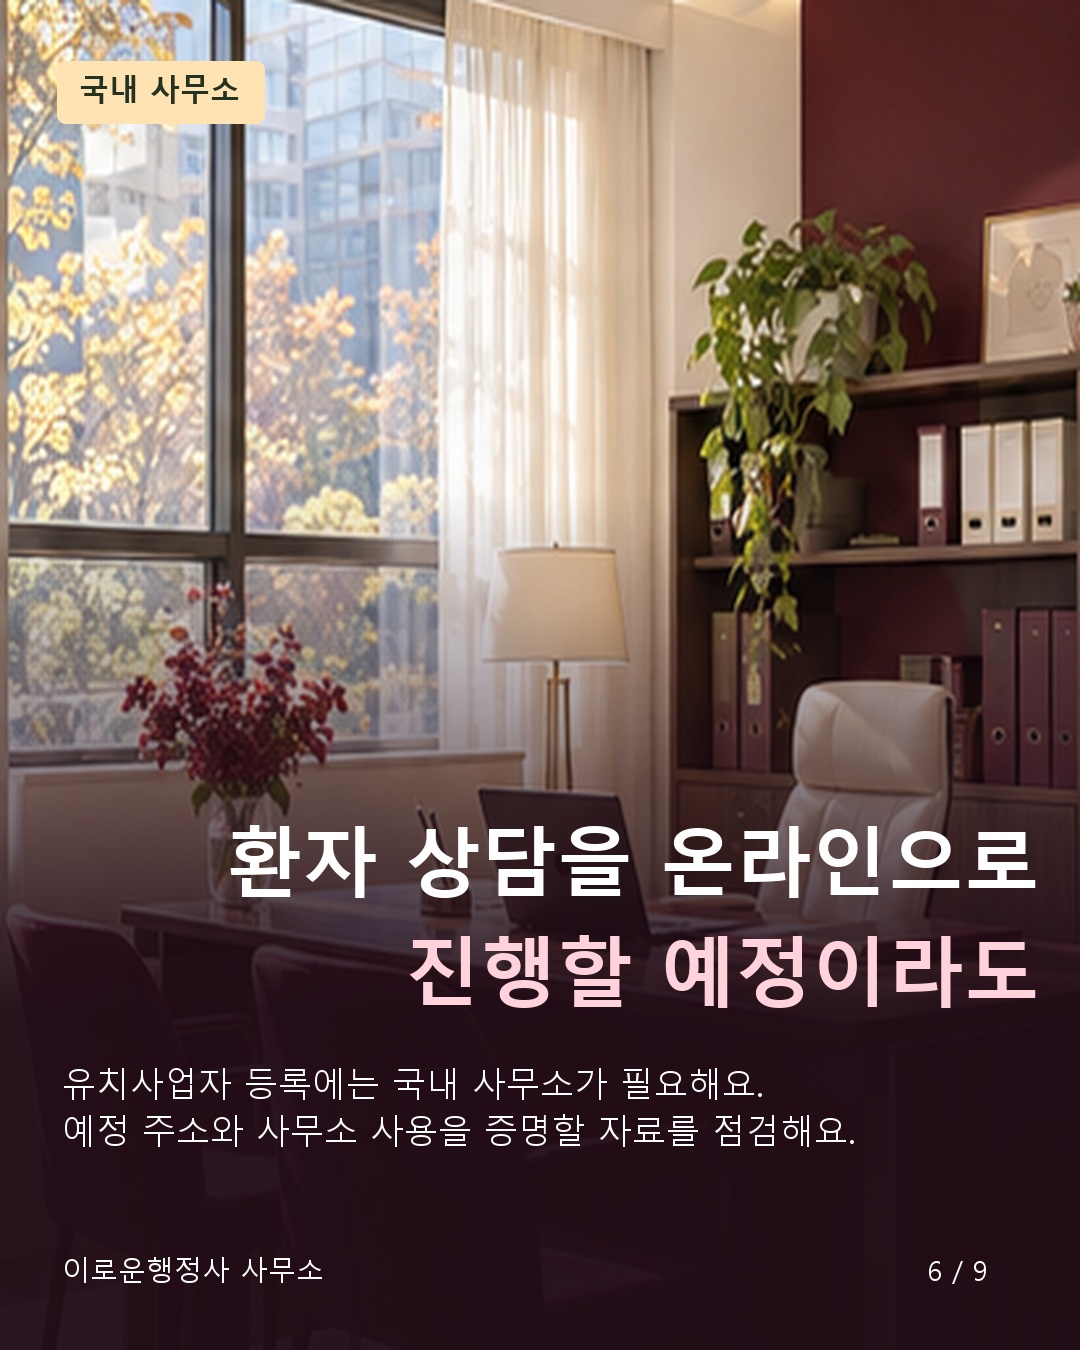 국내 사무소
환자 상담을 온라인으로
진행할 예정이라도
유치사업자 등록에는 국내 사무소가 필요해요.
예정 주소와 사무소 사용을 증명할 자료를 점검해요.
이로운행정사 사무소
6 / 9